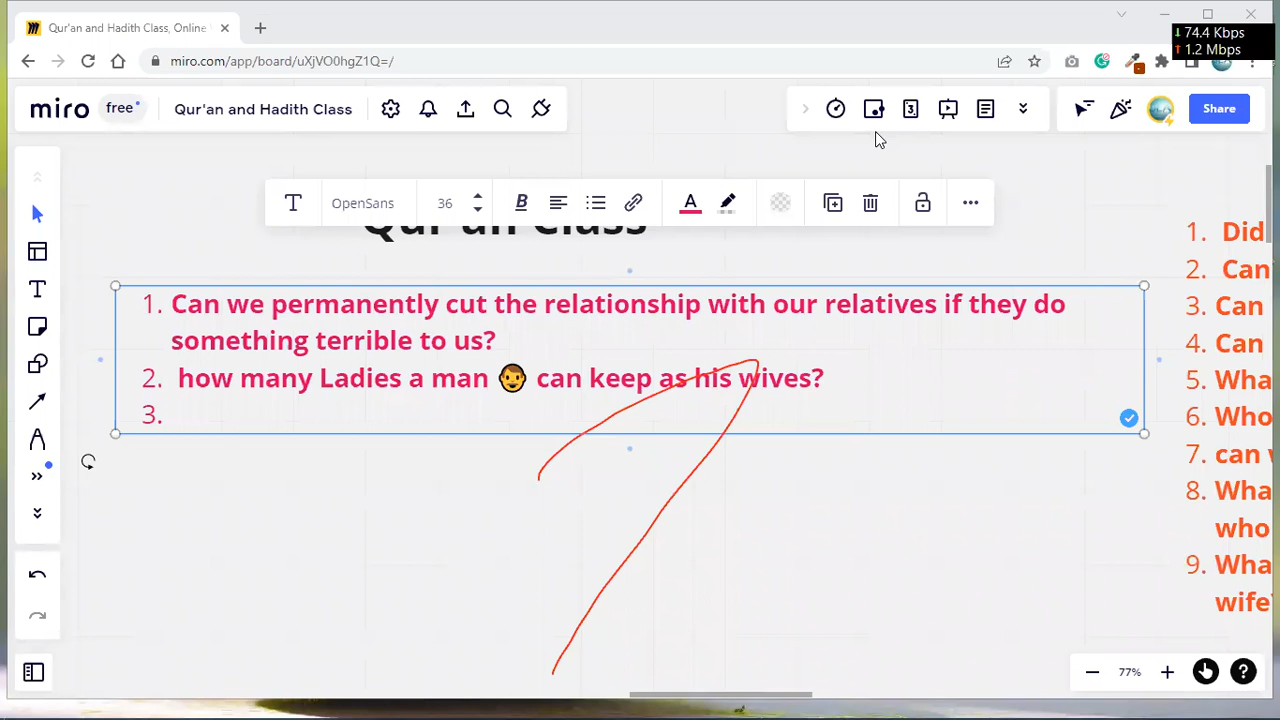 Qur'an and Hadith Class, Online
74.4 Kbps
1.2 Mbps
miro.com/app/board/uXjVO0hgZ1Q=/
miro free Qur'an and Hadith Class
3
Share
T OpenSans 36 B A
Qur'an Class
1. Can we permanently cut the relationship with our relatives if they do
something terrible to us?
2. how many Ladies a man 👨 can keep as his wives?
3.
1. Did
2. Can
3. Can
4. Can
5. Wha
6. Who
7. can
8. Wha
who
9. Wha
wife
77%